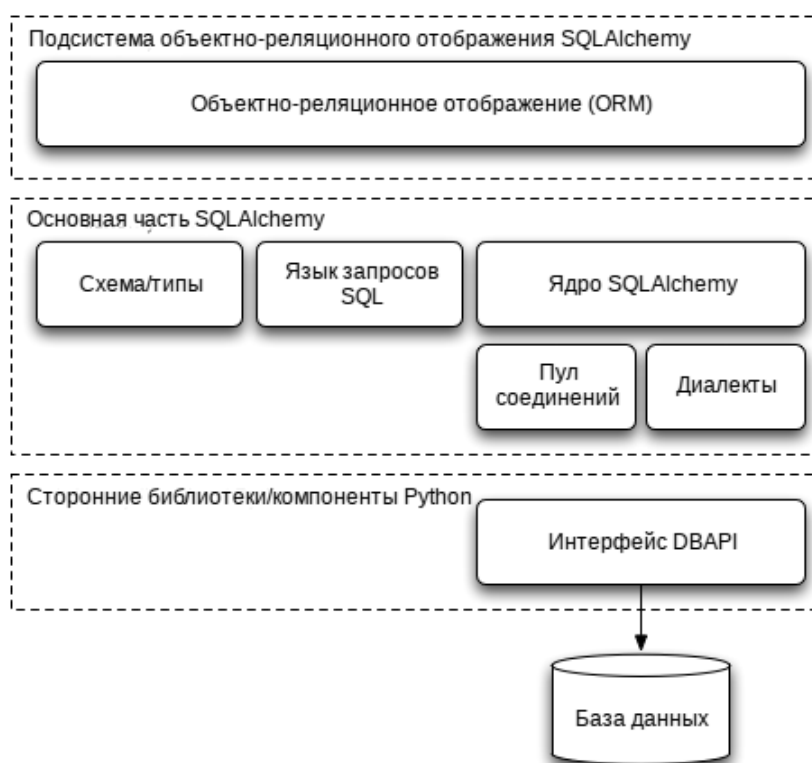 Подсистема объектно-реляционного отображения SQLAlchemy
Объектно-реляционное отображение (ORM)
Основная часть SQLAlchemy
Схема/типы
Язык запросов
SQL
Ядро SQLAlchemy
Пул
соединений
Диалекты
Сторонние библиотеки/компоненты Python
Интерфейс DBAPI
База данных